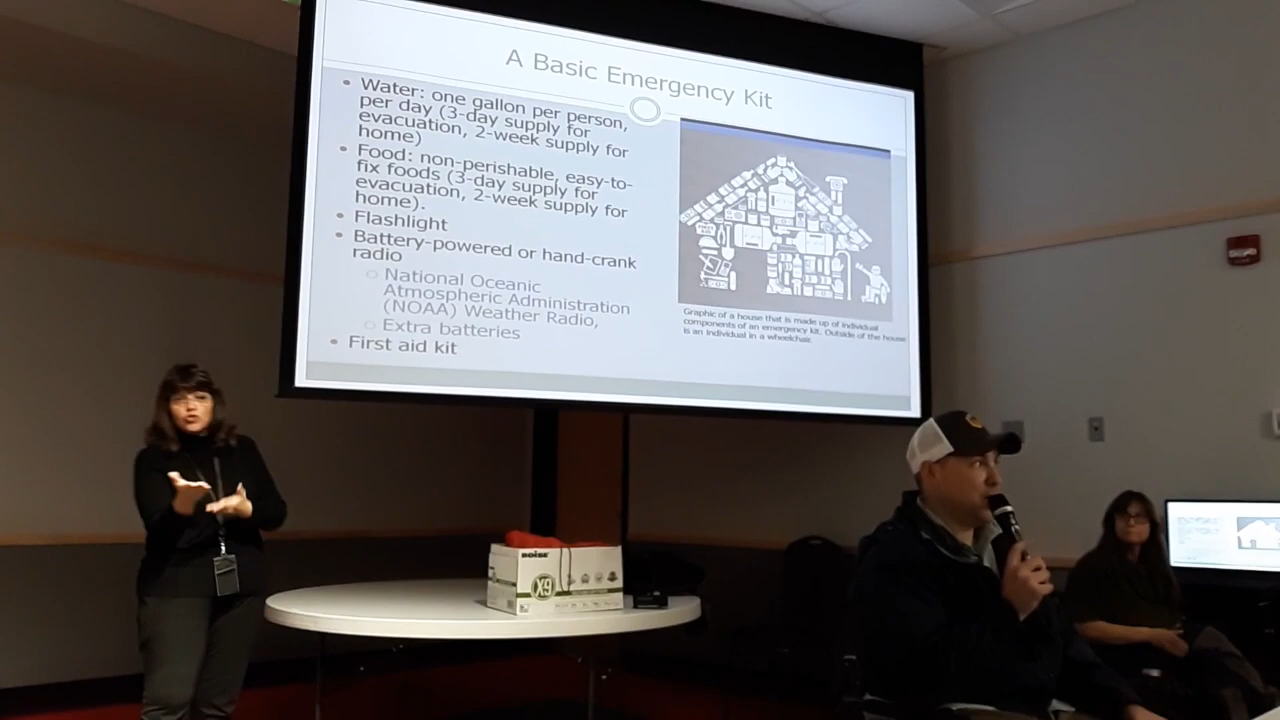 A Basic Emergency Kit
• Water: one gallon per person,
per day (3-day supply for
evacuation, 2-week supply for
home)
• Food: non-perishable, easy-to-
fix foods (3-day supply for
evacuation, 2-week supply for
home).
• Flashlight
• Battery-powered or hand-crank
radio
○ National Oceanic
Atmospheric Administration
(NOAA) Weather Radio,
○ Extra batteries
• First aid kit
Graphic of a house that is made up of individual
components of an emergency kit. Outside of the house
is an individual in a wheelchair.
BOISE
X9